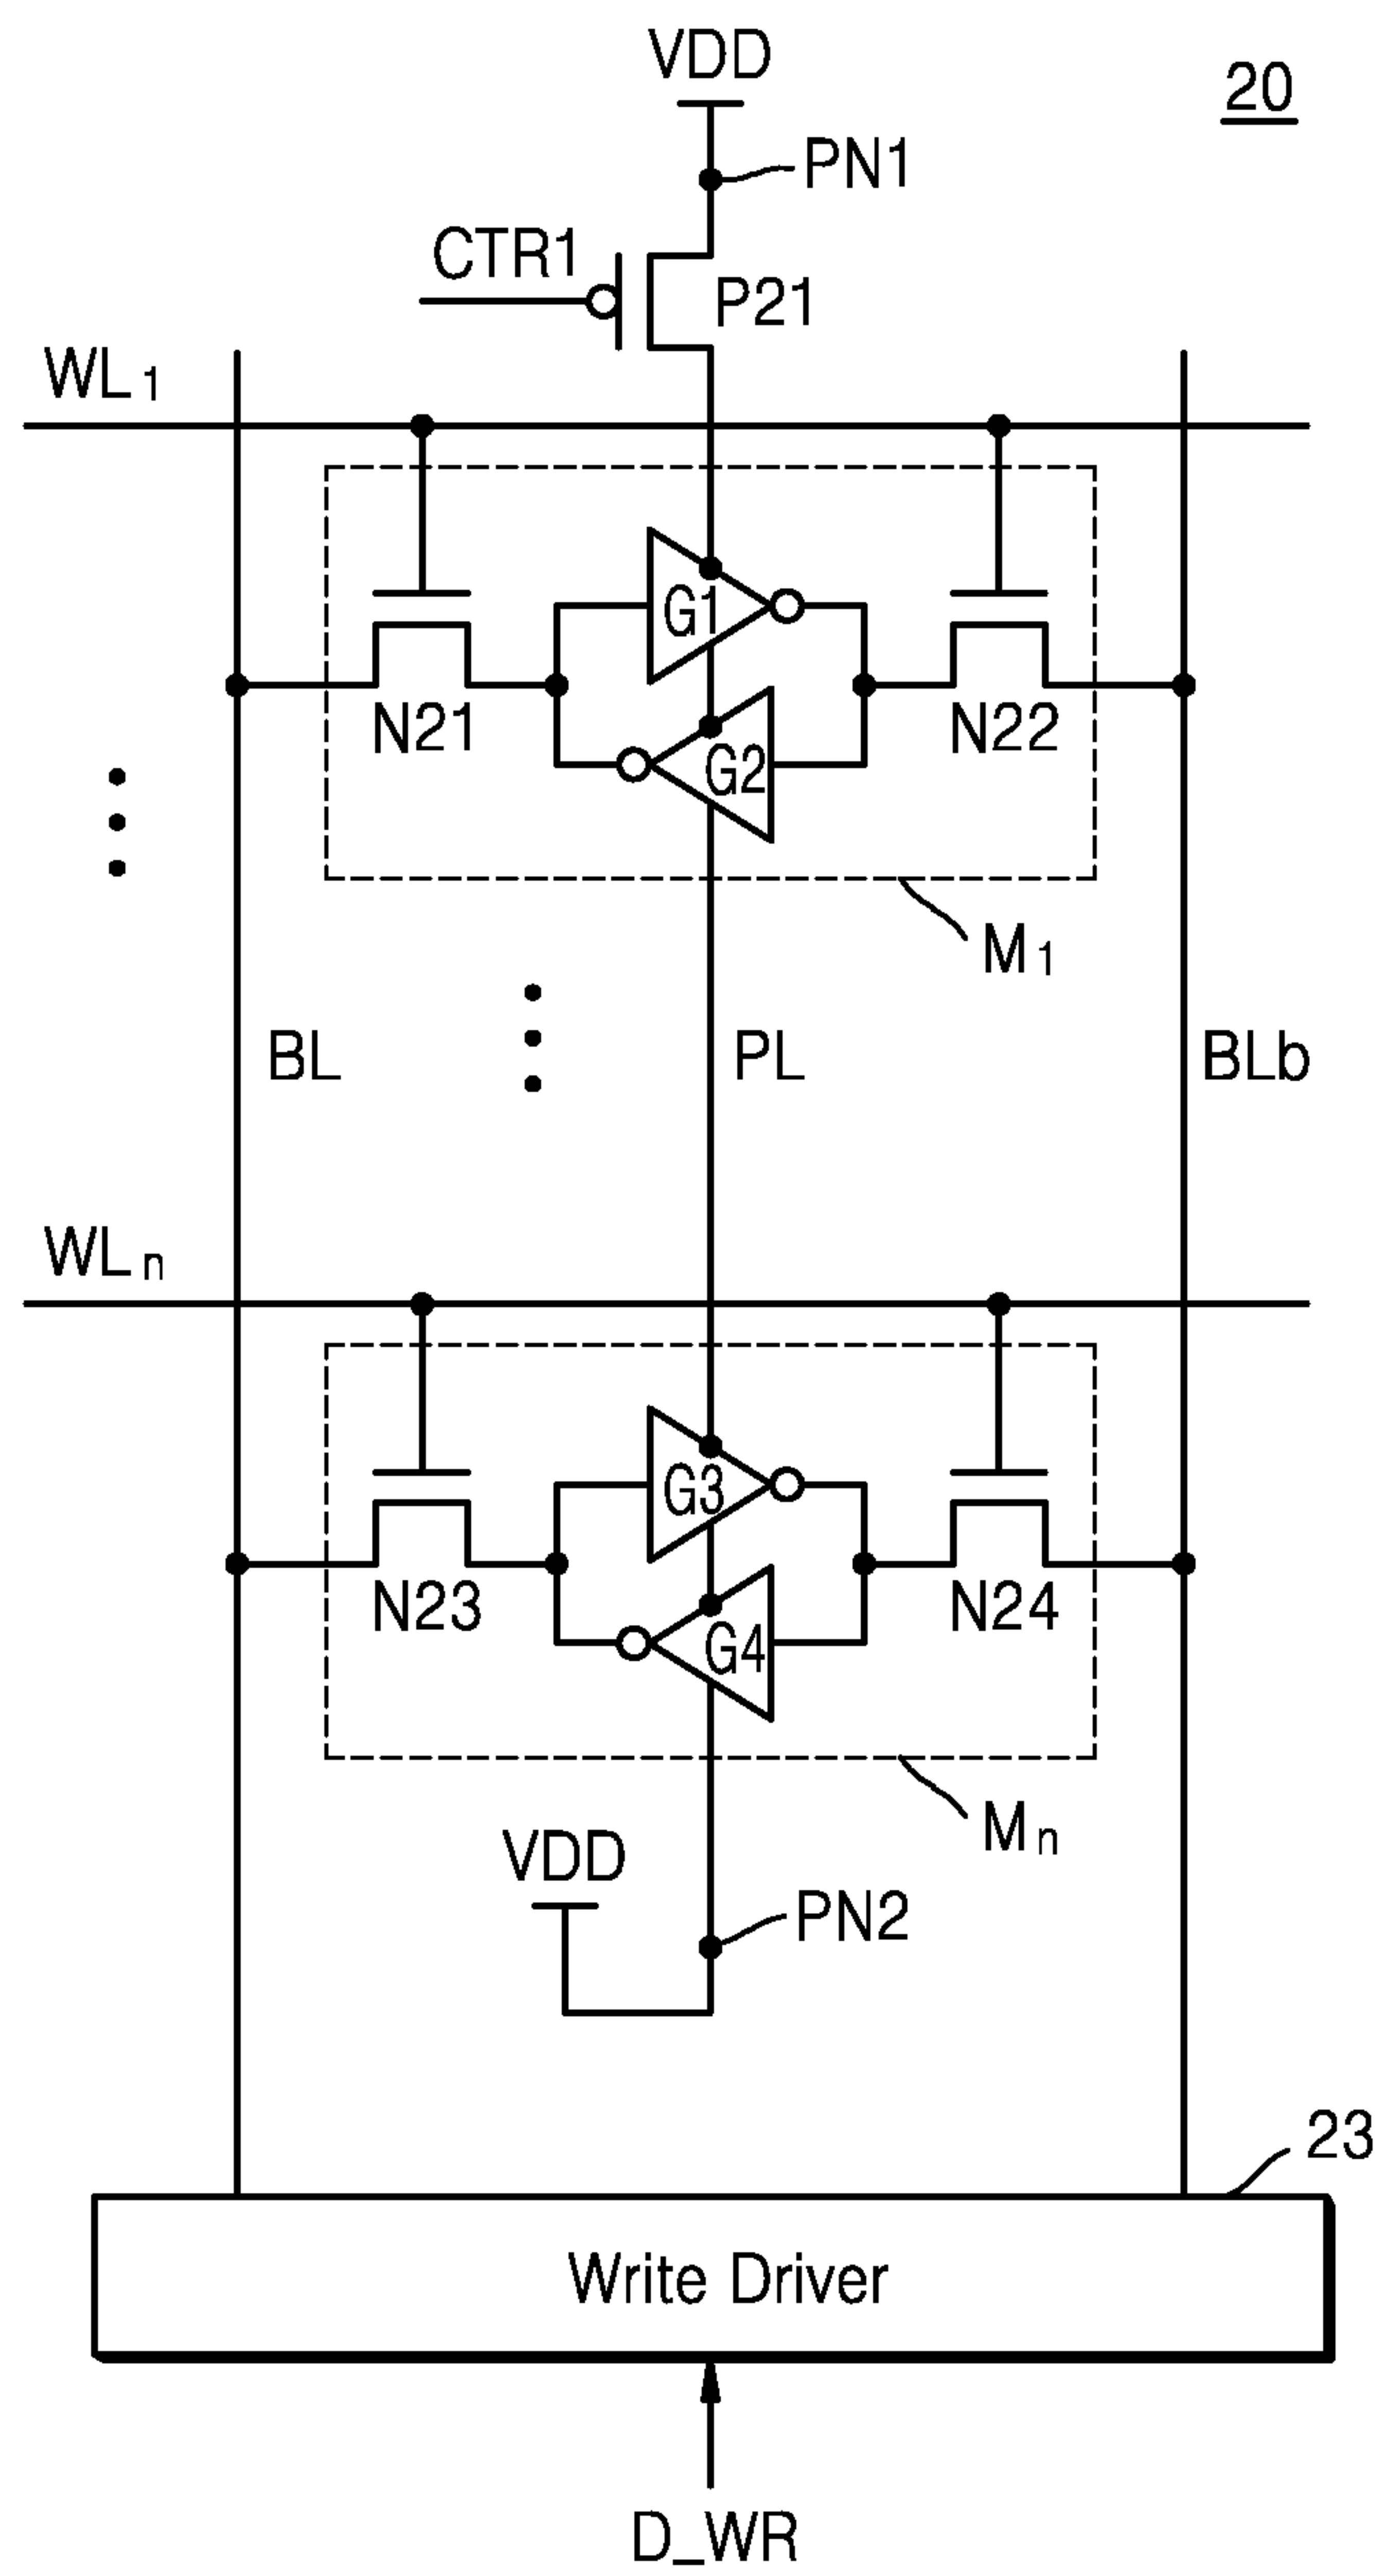 VDD
20
PN1
CTR1
P21
WL1
G1
N21
N22
G2
M1
BL
PL
BLb
WLn
G3
N23
N24
G4
Mn
VDD
PN2
23
Write Driver
D_WR